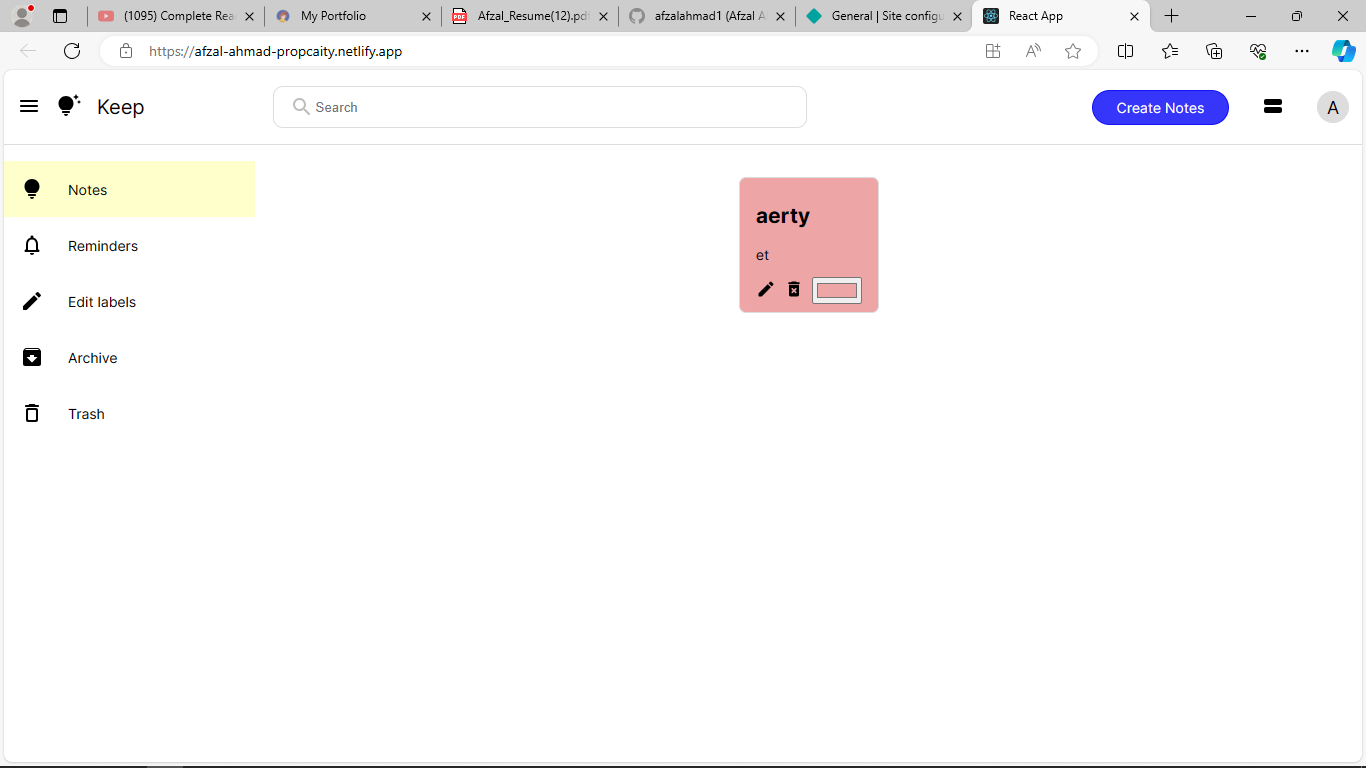 (1095) Complete Rea
My Portfolio
Afzal_Resume(12).pdf
afzalahmad1 (Afzal A
General | Site configu
React App
https://afzal-ahmad-propcaity.netlify.app
Keep
Search
Create Notes
A
Notes
Reminders
Edit labels
Archive
Trash
aerty
et